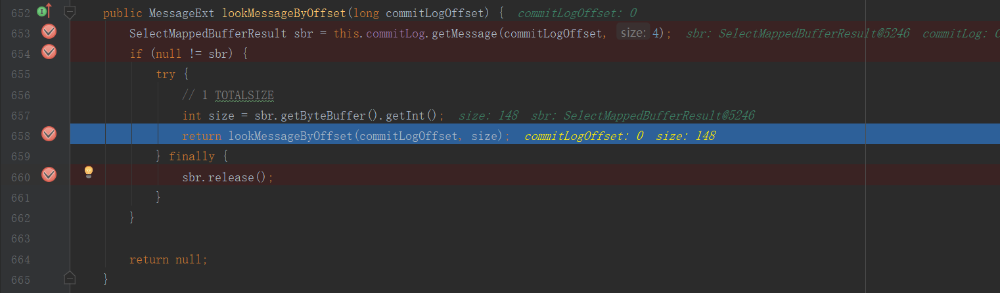 652 I public MessageExt lookMessageByOffset(long commitLogOffset) { commitLogOffset: 0
653 SelectMappedBufferResult sbr = this.commitLog.getMessage(commitLogOffset, size: 4); sbr: SelectMappedBufferResult@5246 commitLog: C
654 if (null != sbr) {
655 try {
656 // 1 TOTALSIZE
657 int size = sbr.getByteBuffer().getInt(); size: 148 sbr: SelectMappedBufferResult@5246
658 return lookMessageByOffset(commitLogOffset, size); commitLogOffset: 0 size: 148
659 } finally {
660 sbr.release();
661 }
662 }
663
664 return null;
665 }